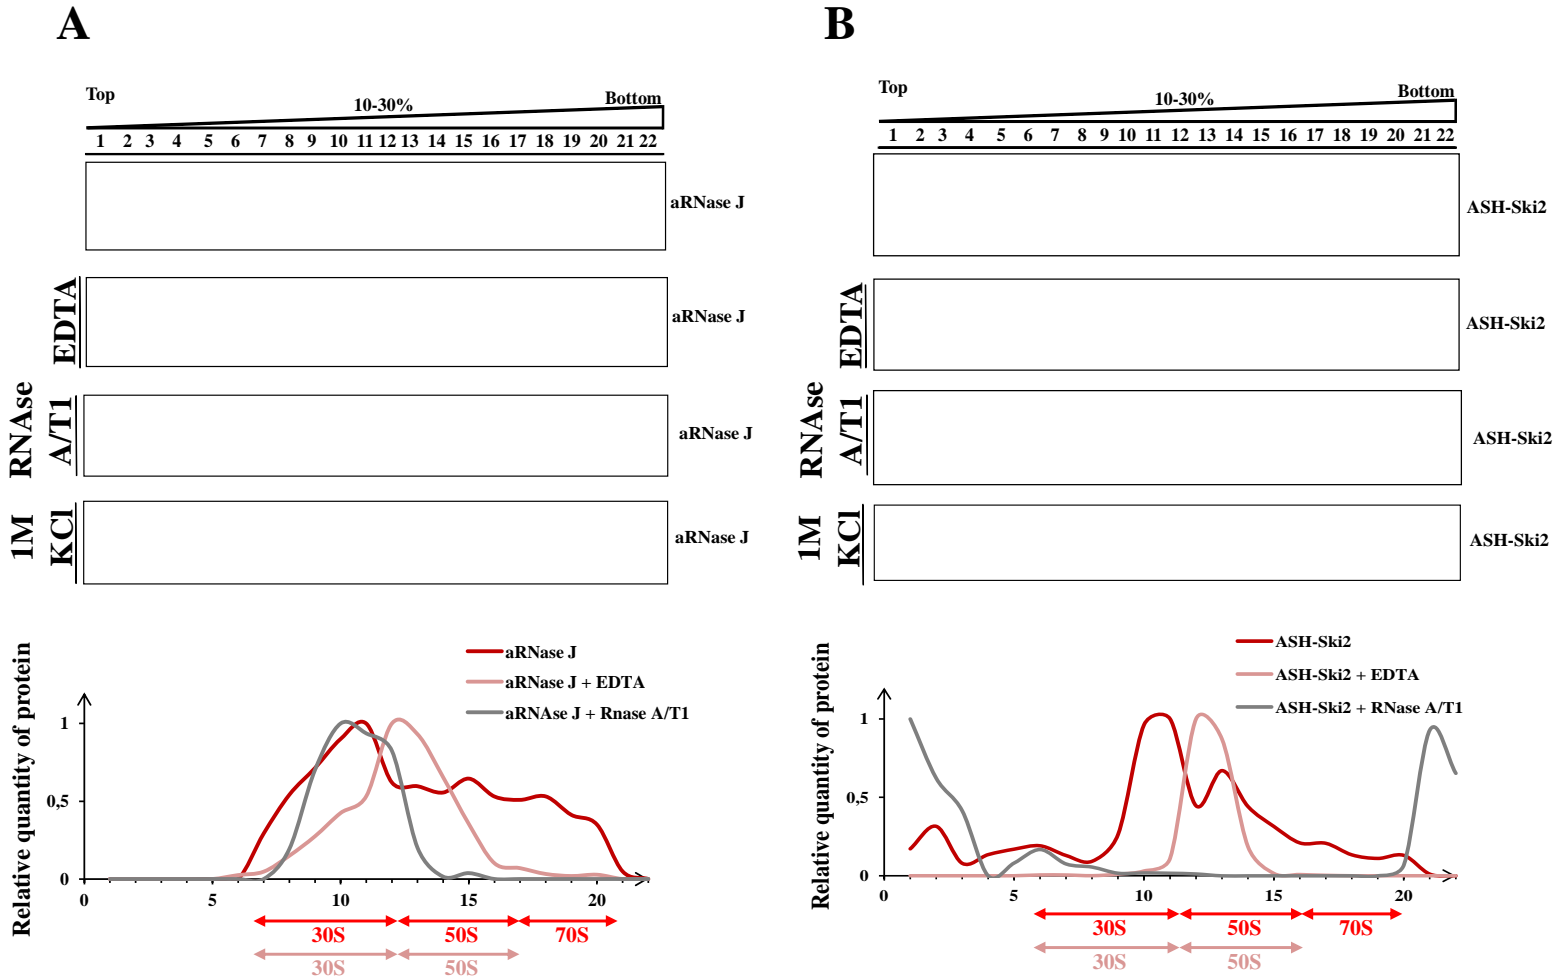 A
Top
10-30%
Bottom
1 2 3 4 5 6 7 8 9 10 11 12 13 14 15 16 17 18 19 20 21 22
aRNase J
EDTA
aRNase J
RNAse
A/T1
aRNase J
1M
KCl
aRNase J
Relative quantity of protein
aRNase J
aRNase J + EDTA
aRNAse J + Rnase A/T1
1
0,5
0
0 5 10 15 20
30S 50S 70S
30S 50S
B
Top
10-30%
Bottom
1 2 3 4 5 6 7 8 9 10 11 12 13 14 15 16 17 18 19 20 21 22
ASH-Ski2
EDTA
ASH-Ski2
RNAse
A/T1
ASH-Ski2
1M
KCl
ASH-Ski2
Relative quantity of protein
ASH-Ski2
ASH-Ski2 + EDTA
ASH-Ski2 + RNase A/T1
1
0,5
0
0 5 10 15 20
30S 50S 70S
30S 50S